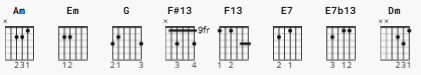 Am Em G F#13 F13 E7 E7b13 Dm
x x x x
9fr
231 12 21 3 3 4 1 2 2 1 3 12 231